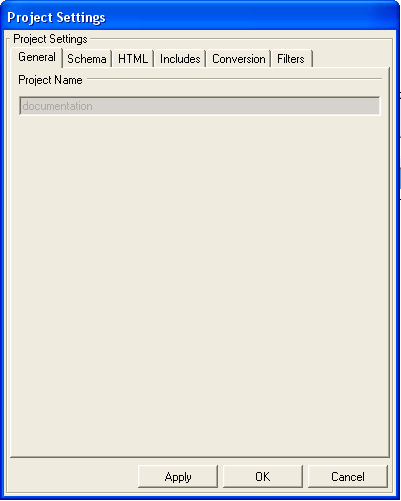 Project Settings
Project Settings
General Schema HTML Includes Conversion Filters
Project Name
documentation
Apply OK Cancel